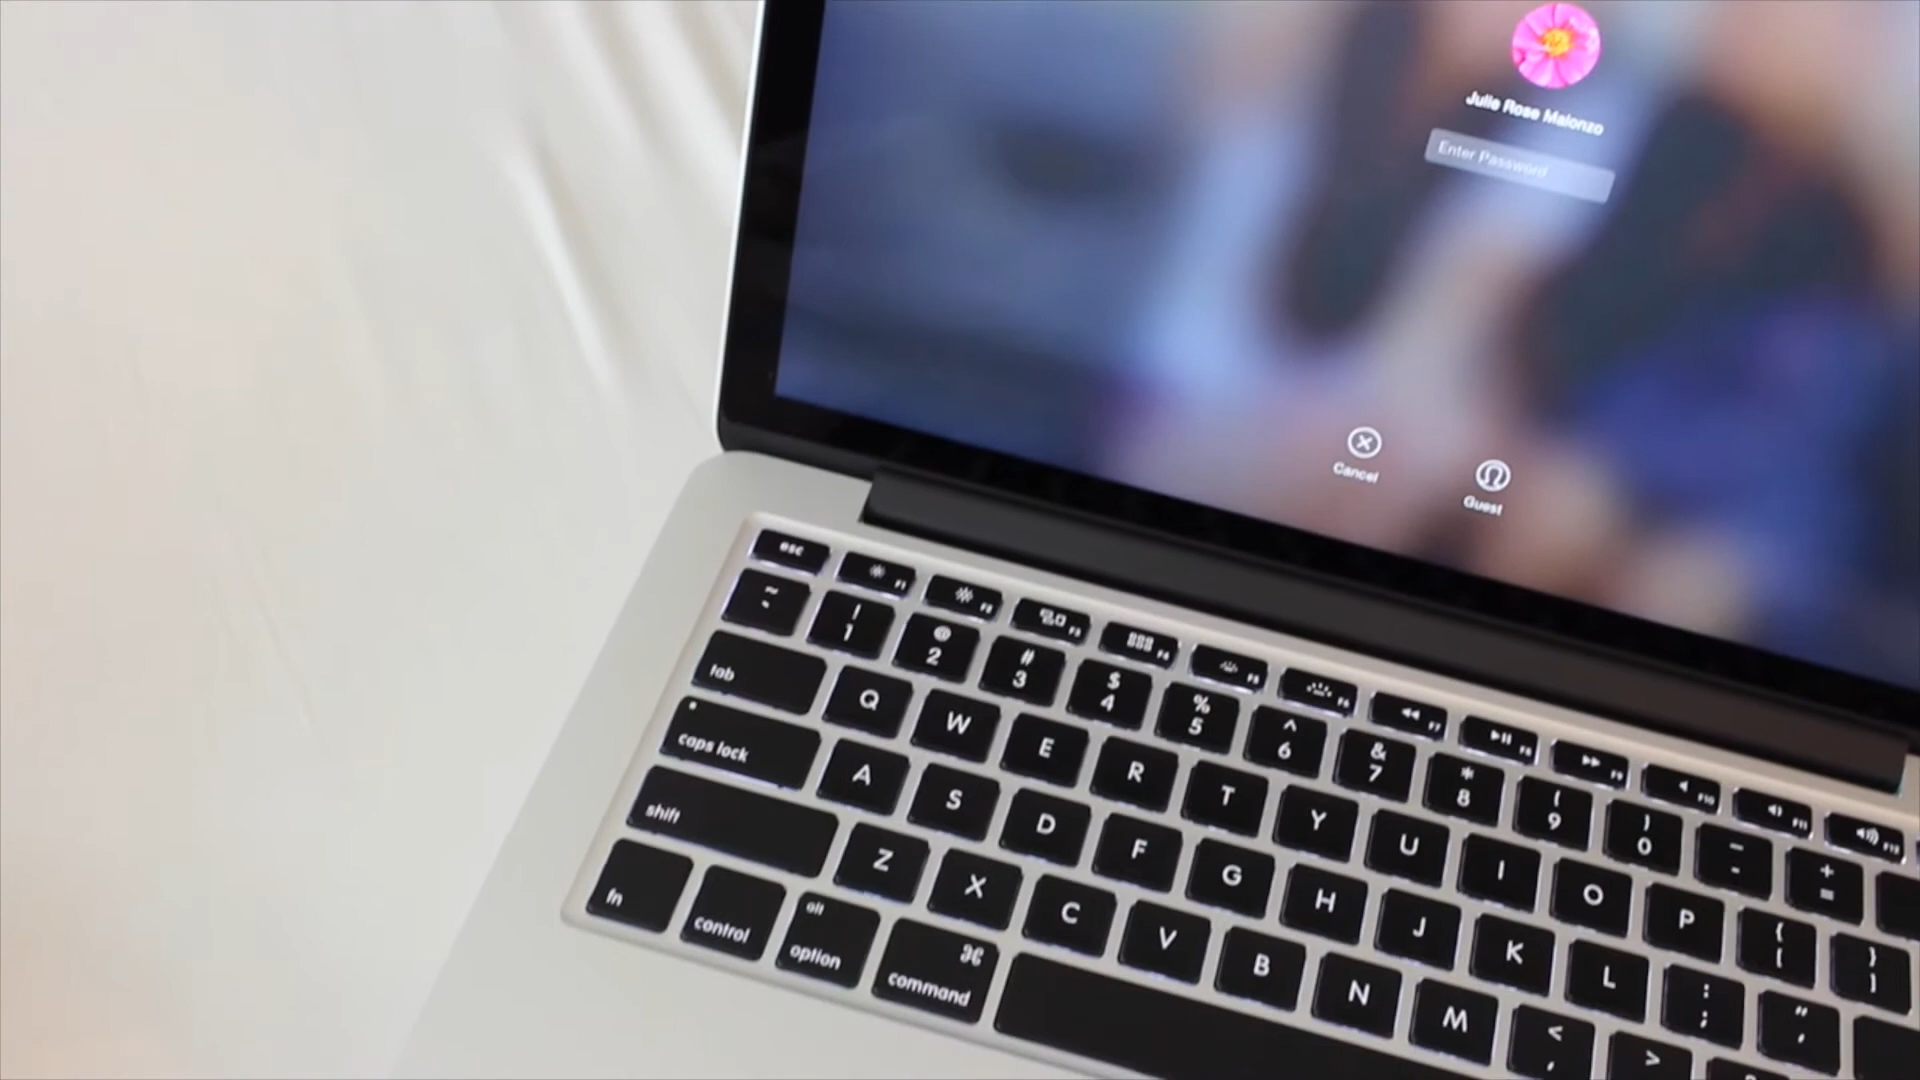 Julie Rose Malonzo
Enter Password
Cancel
Guest
esc
F1
F2
F3
F4
F5
F6
F7
F8
F9
F10
F11
F12
~ `
! 1
@ 2
# 3
$ 4
% 5
^ 6
& 7
* 8
( 9
) 0
_ -
+ =
tab
Q
W
E
R
T
Y
U
I
O
P
{ [
} ]
caps lock
A
S
D
F
G
H
J
K
L
: ;
" '
shift
Z
X
C
V
B
N
M
< ,
>
fn
control
alt
option
⌘
command